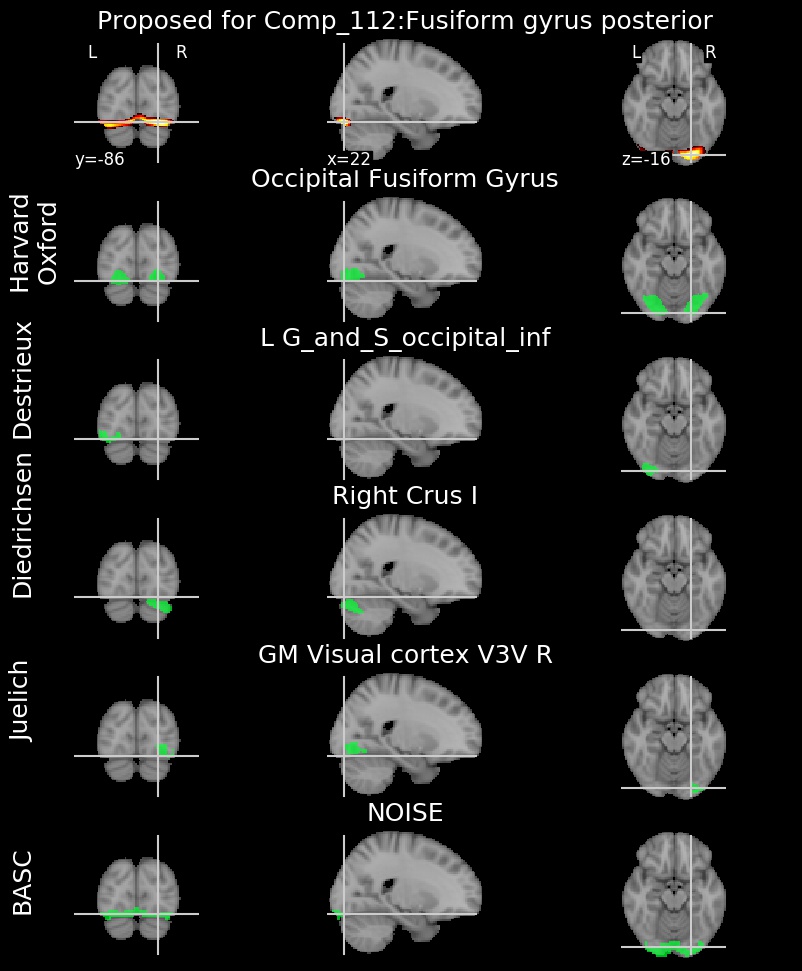 Proposed for Comp_112:Fusiform gyrus posterior
L R L R
y=-86 x=22 z=-16
Occipital Fusiform Gyrus
Harvard
Oxford
L G_and_S_occipital_inf
Destrieux
Right Crus I
Diedrichsen
GM Visual cortex V3V R
Juelich
NOISE
BASC